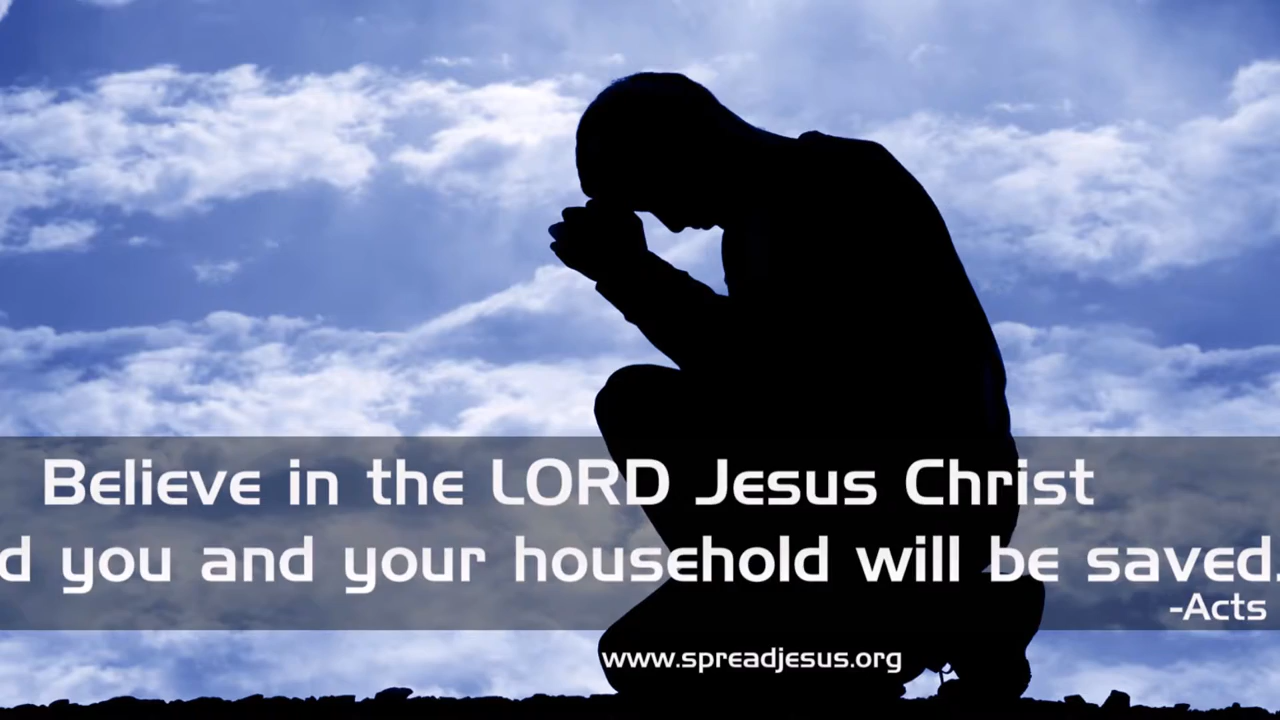 Believe in the LORD Jesus Christ
d you and your household will be saved.
-Acts
www.spreadjesus.org